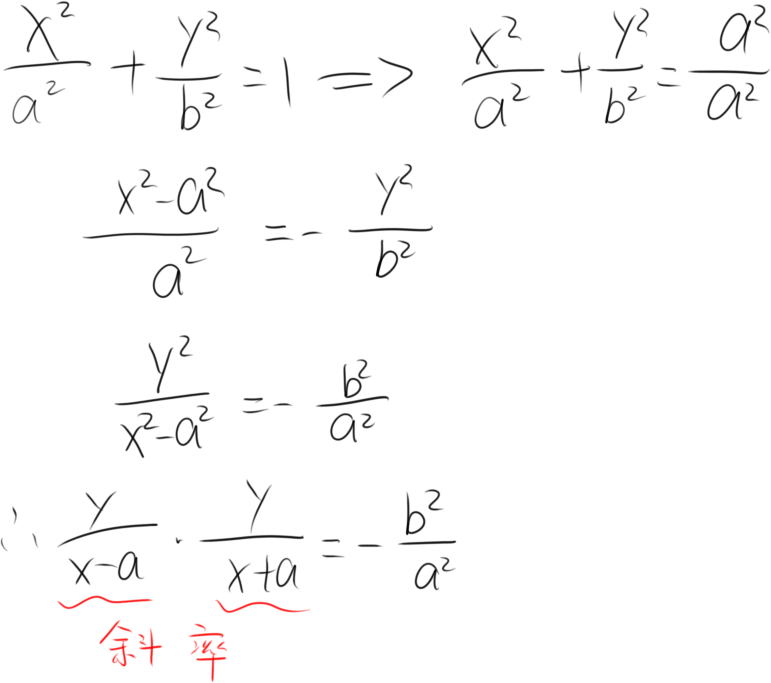 x²/a² + y²/b² = 1 => x²/a² + y²/b² = a²/a²
(x²-a²)/a² = - y²/b²
y²/(x²-a²) = - b²/a²
∴ y/(x-a) · y/(x+a) = - b²/a²
斜率